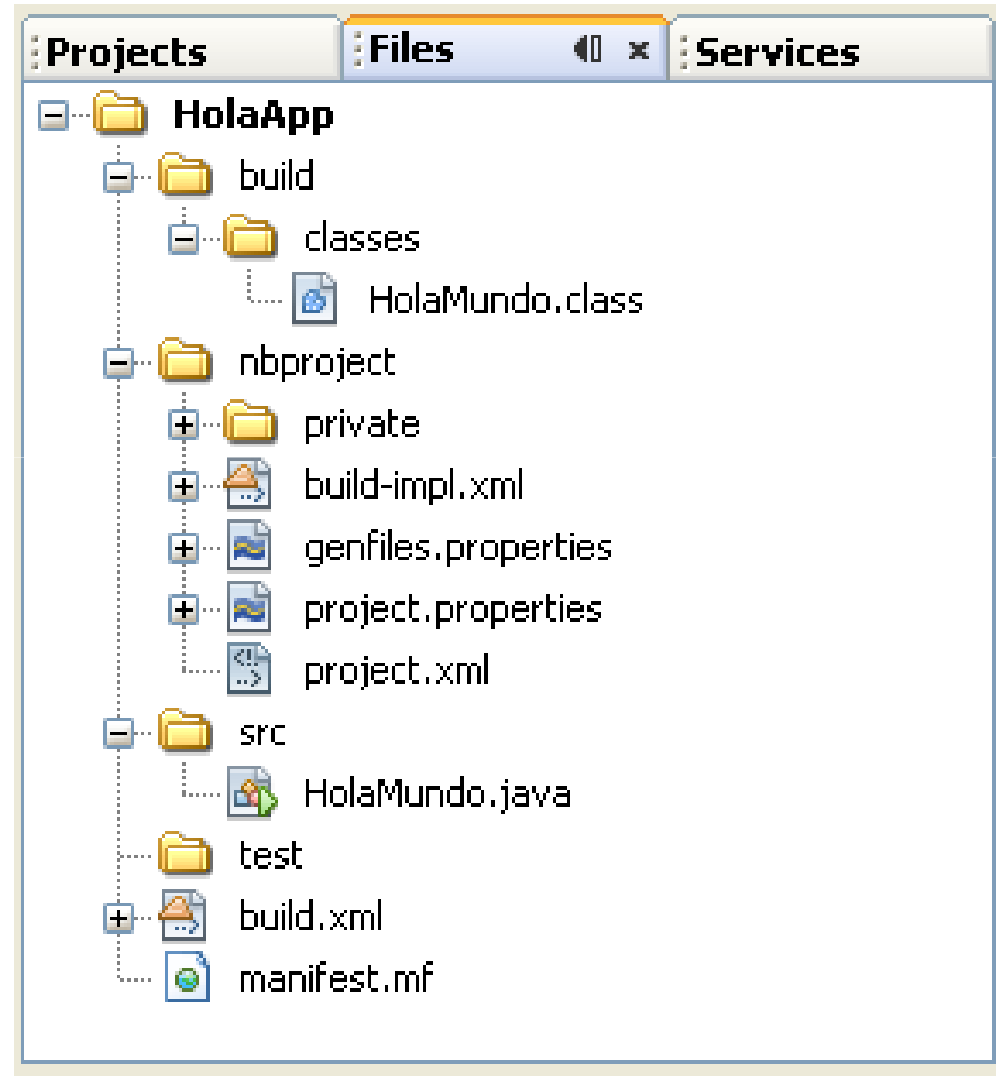 Projects Files Services
HolaApp
build
classes
HolaMundo.class
nbproject
private
build-impl.xml
genfiles.properties
project.properties
project.xml
src
HolaMundo.java
test
build.xml
manifest.mf